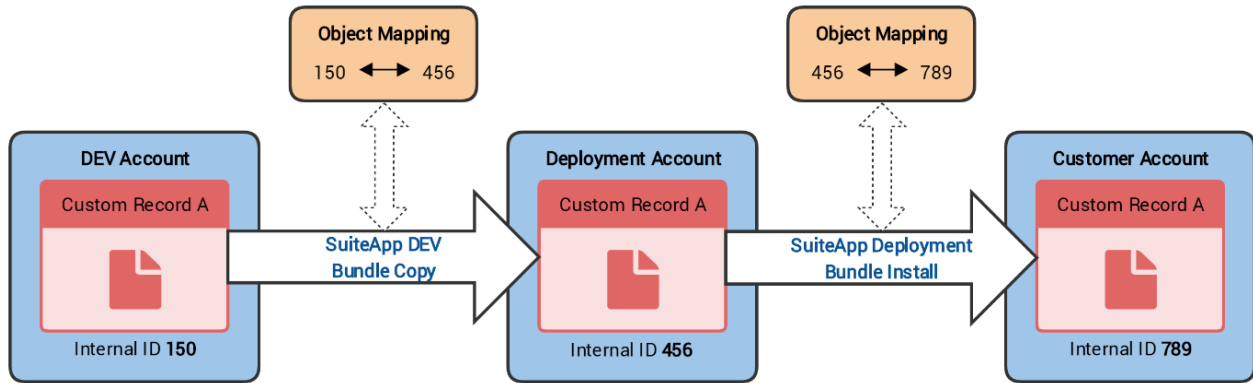 Object Mapping
150 456
Object Mapping
456 789
DEV Account
Custom Record A
Internal ID 150
SuiteApp DEV
Bundle Copy
Deployment Account
Custom Record A
Internal ID 456
SuiteApp Deployment
Bundle Install
Customer Account
Custom Record A
Internal ID 789